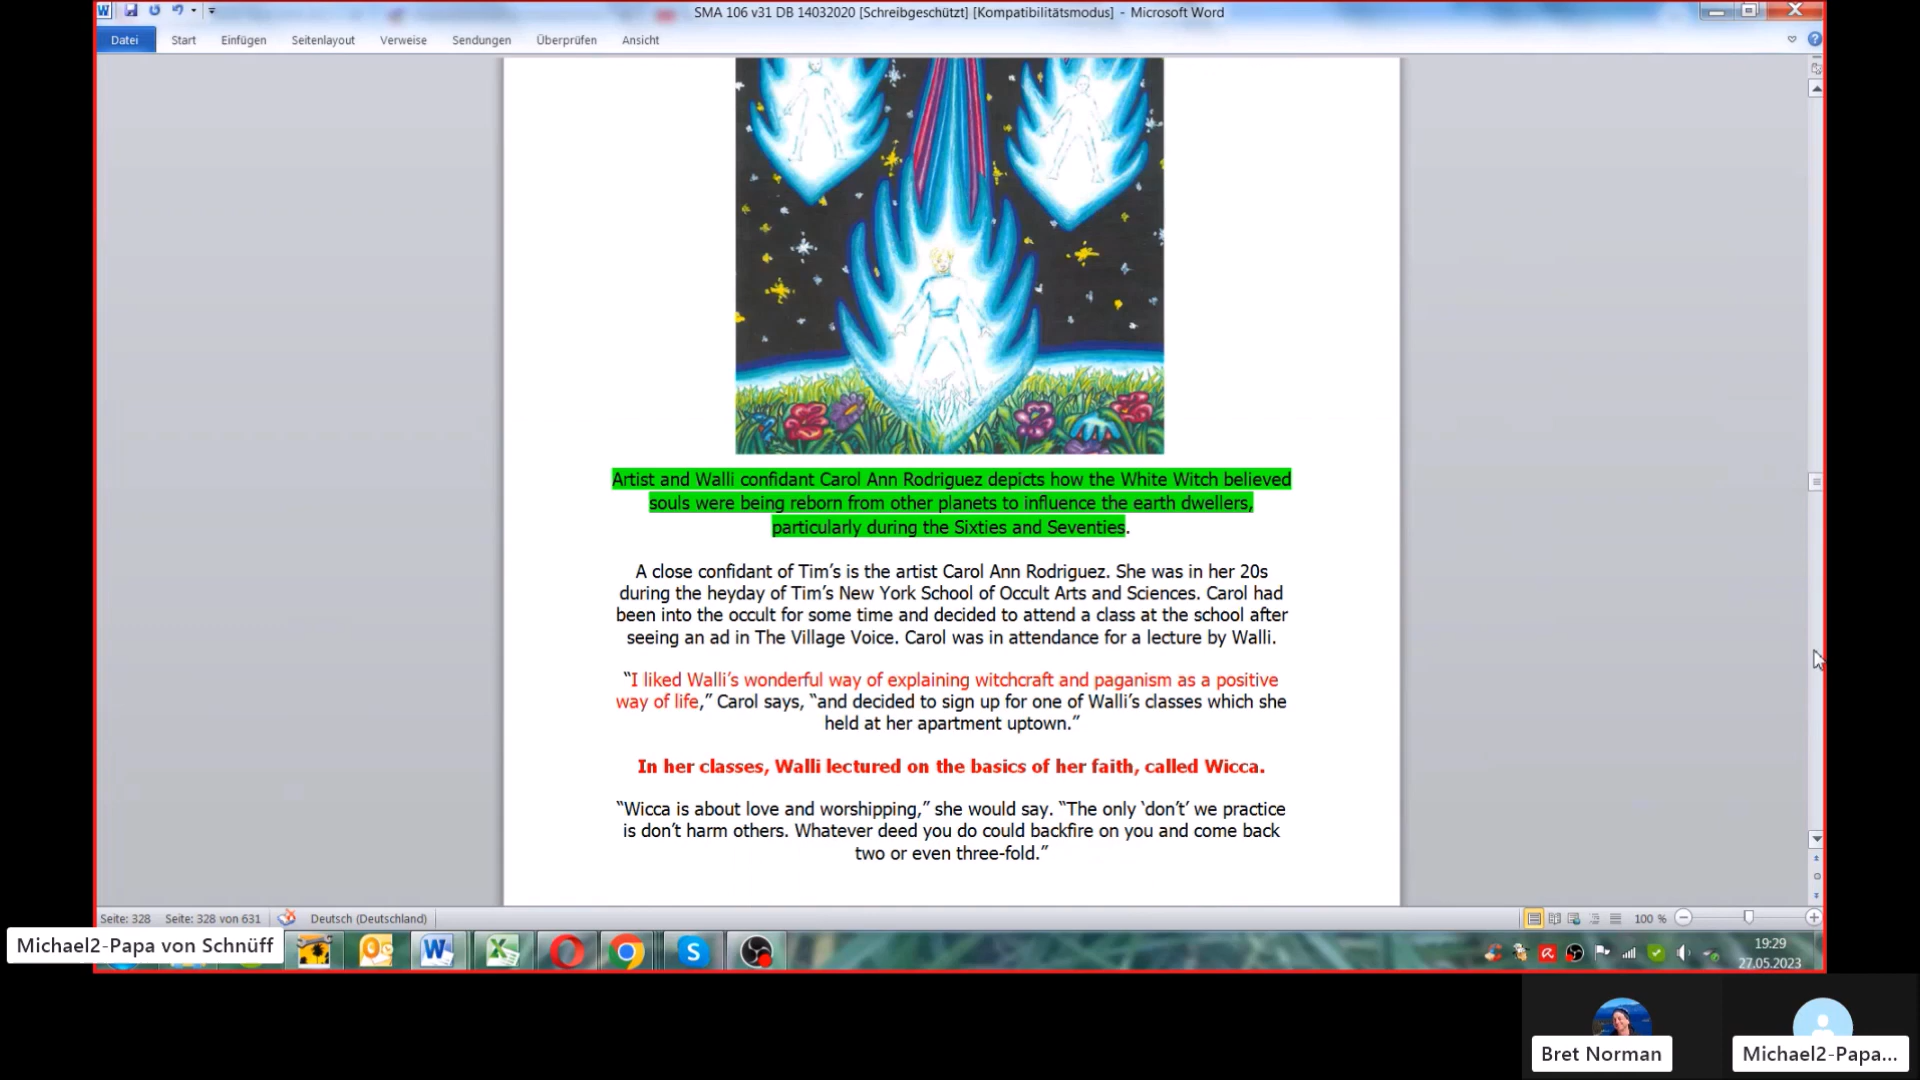 SMA 106 v31 DB 14032020 [Schreibgeschützt] [Kompatibilitätsmodus] - Microsoft Word
Datei Start Einfügen Seitenlayout Verweise Sendungen Überprüfen Ansicht
Artist and Walli confidant Carol Ann Rodriguez depicts how the White Witch believed
souls were being reborn from other planets to influence the earth dwellers,
particularly during the Sixties and Seventies.
A close confidant of Tim’s is the artist Carol Ann Rodriguez. She was in her 20s
during the heyday of Tim’s New York School of Occult Arts and Sciences. Carol had
been into the occult for some time and decided to attend a class at the school after
seeing an ad in The Village Voice. Carol was in attendance for a lecture by Walli.
“I liked Walli’s wonderful way of explaining witchcraft and paganism as a positive
way of life,” Carol says, “and decided to sign up for one of Walli’s classes which she
held at her apartment uptown.”
In her classes, Walli lectured on the basics of her faith, called Wicca.
“Wicca is about love and worshipping,” she would say. “The only ‘don’t’ we practice
is don’t harm others. Whatever deed you do could backfire on you and come back
two or even three-fold.”
Seite: 328 Seite: 328 von 631 Deutsch (Deutschland) 100 %
Michael2-Papa von Schnüff
19:29
27.05.2023
Bret Norman
Michael2-Papa...